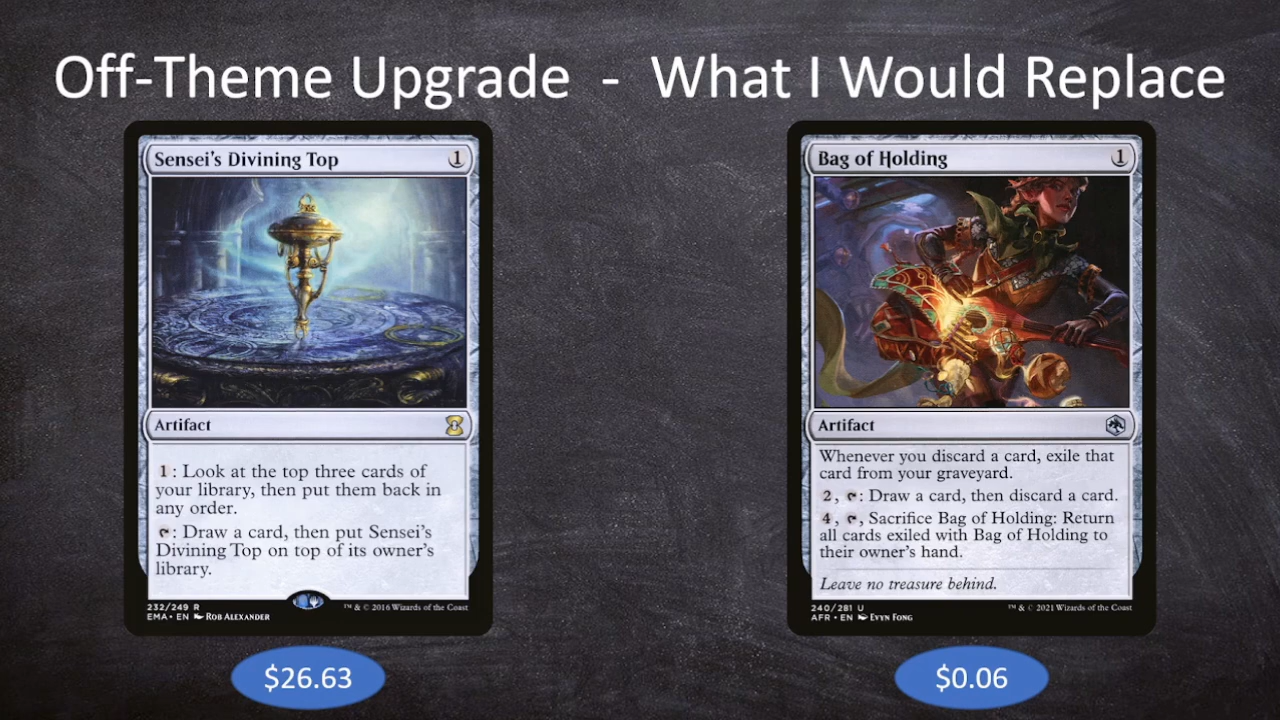 Off-Theme Upgrade - What I Would Replace
Sensei's Divining Top 1
Artifact
1: Look at the top three cards of
your library, then put them back in
any order.
: Draw a card, then put Sensei's
Divining Top on top of its owner's
library.
232/249 R
EMA • EN Rob Alexander
™ & © 2016 Wizards of the Coast
$26.63
Bag of Holding 1
Artifact
Whenever you discard a card, exile that
card from your graveyard.
2, : Draw a card, then discard a card.
4, , Sacrifice Bag of Holding: Return
all cards exiled with Bag of Holding to
their owner's hand.
Leave no treasure behind.
240/281 U
AFR • EN Evyn Fong
™ & © 2021 Wizards of the Coast
$0.06